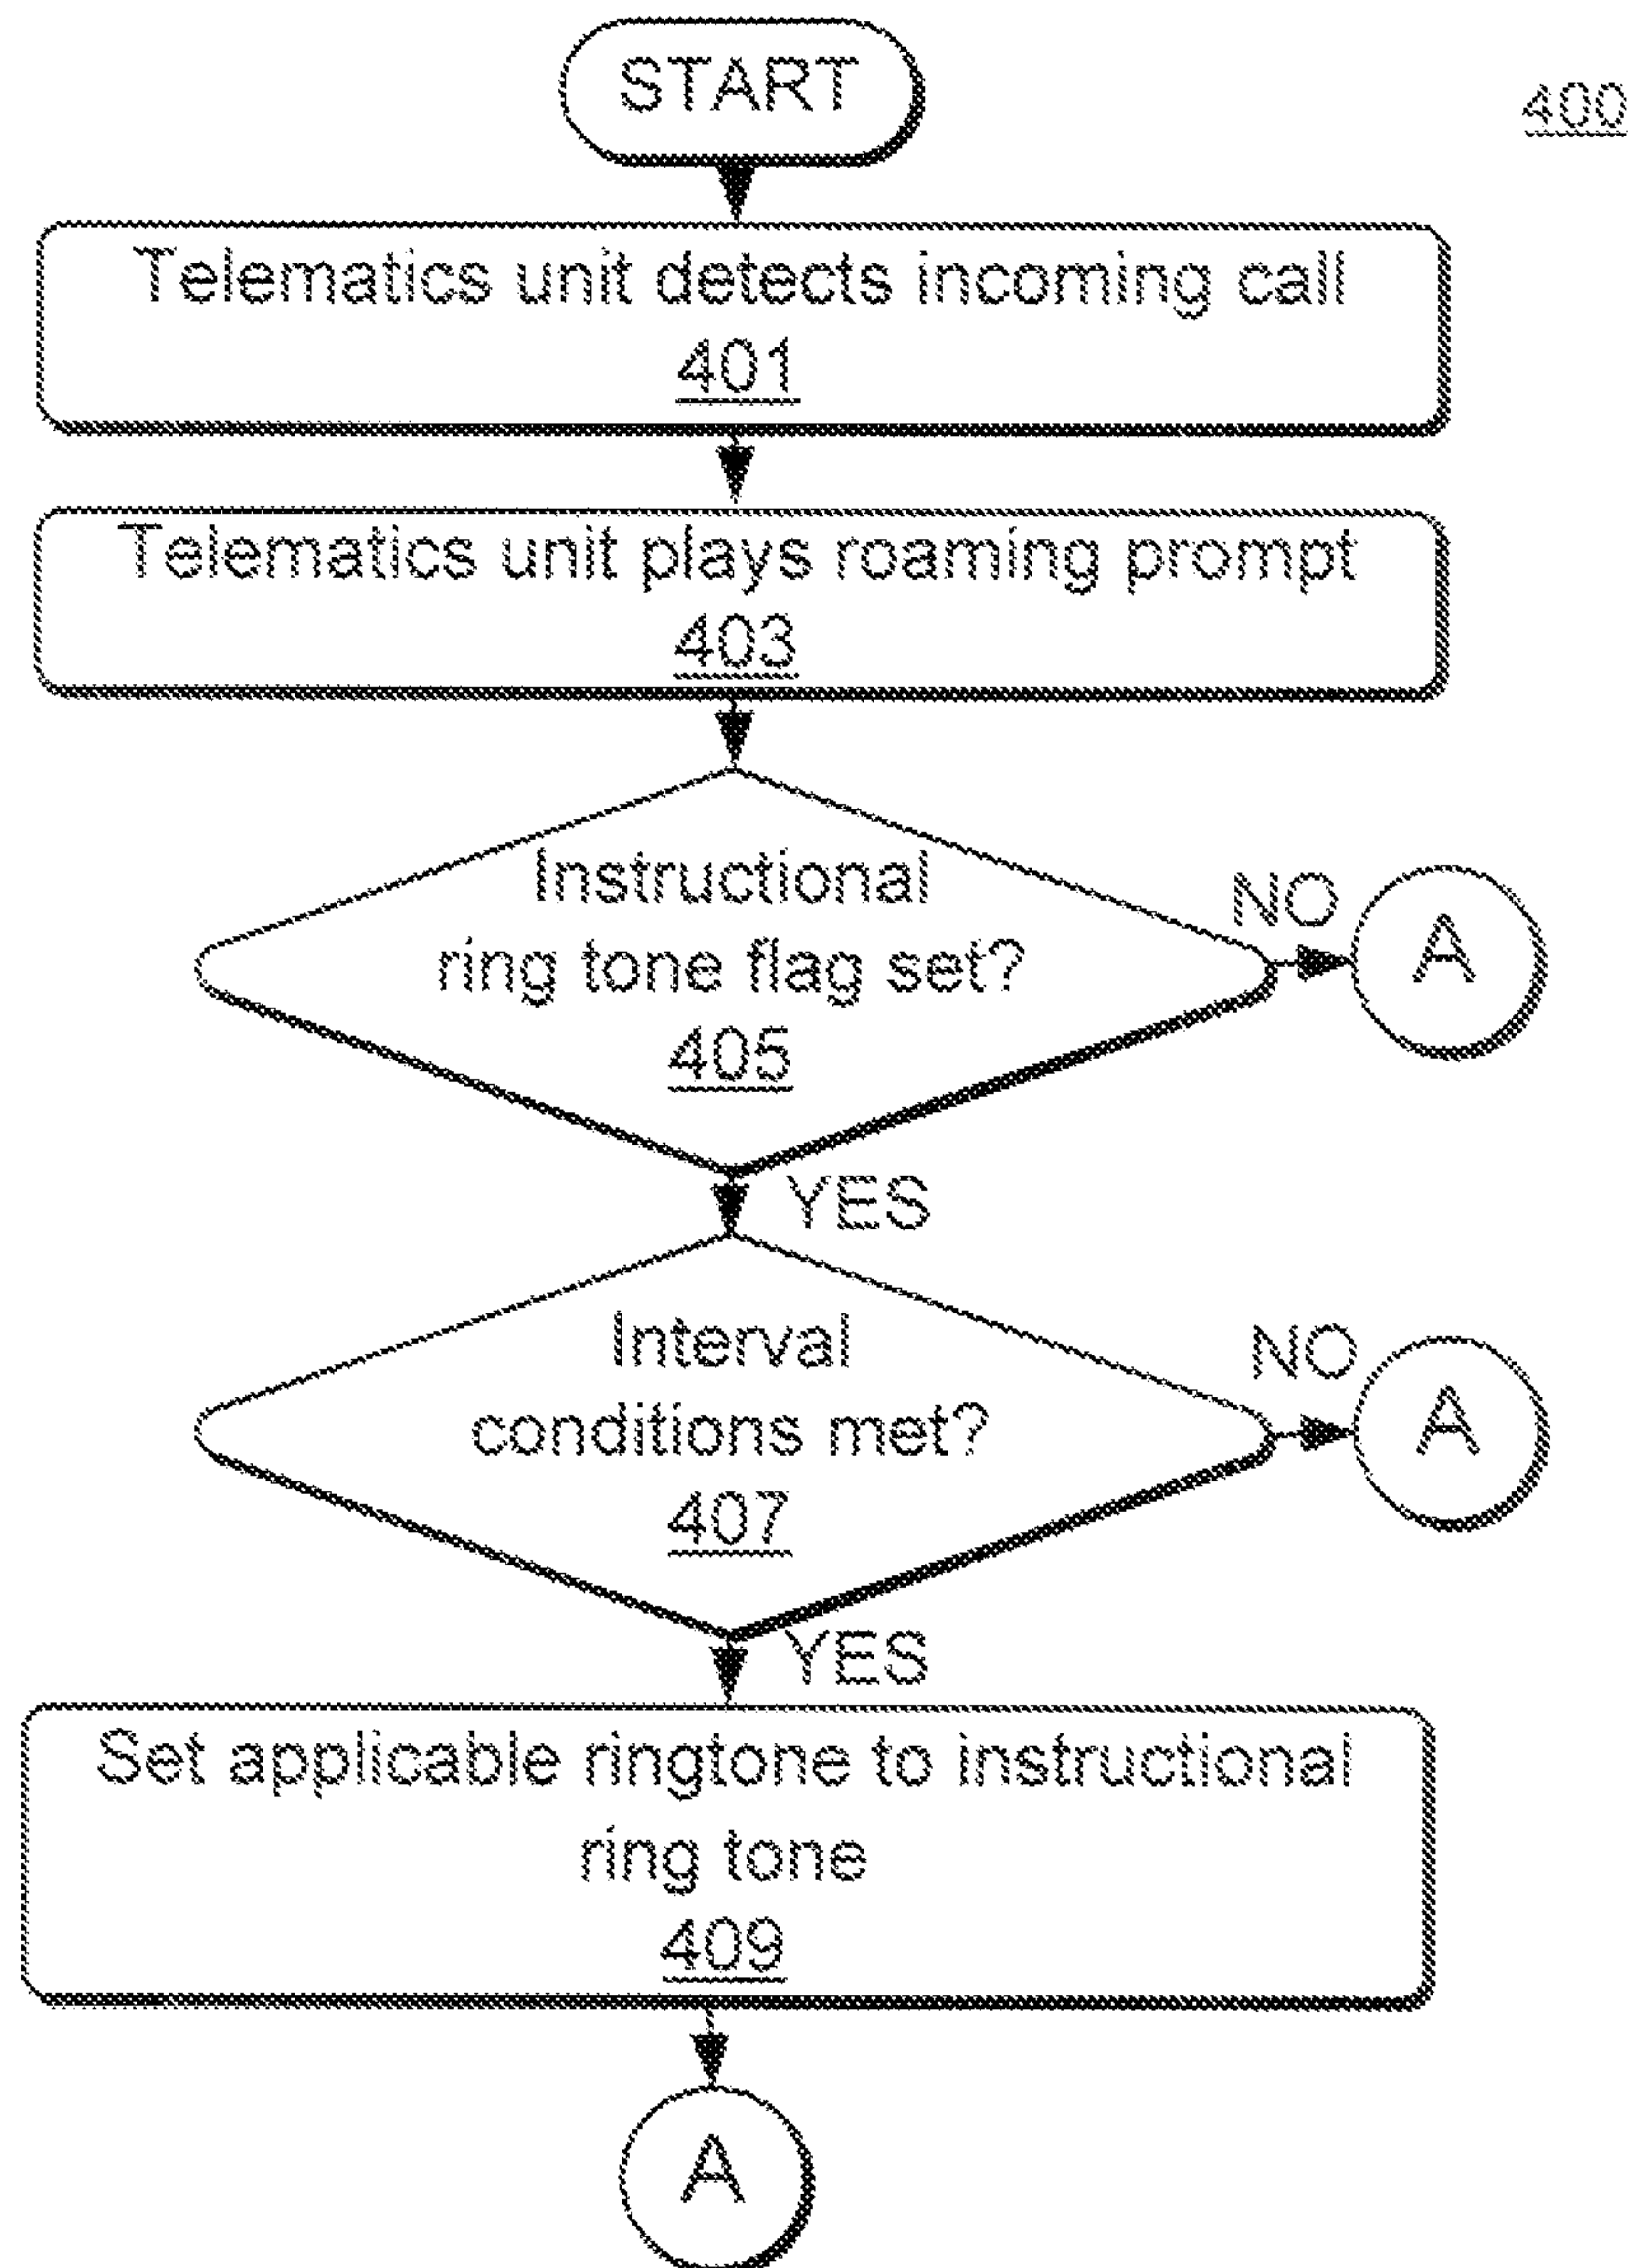 START
400
Telematics unit detects incoming call
401
Telematics unit plays roaming prompt
403
Instructional
ring tone flag set?
405
NO
A
YES
Interval
conditions met?
407
NO
A
YES
Set applicable ringtone to instructional
ring tone
409
A